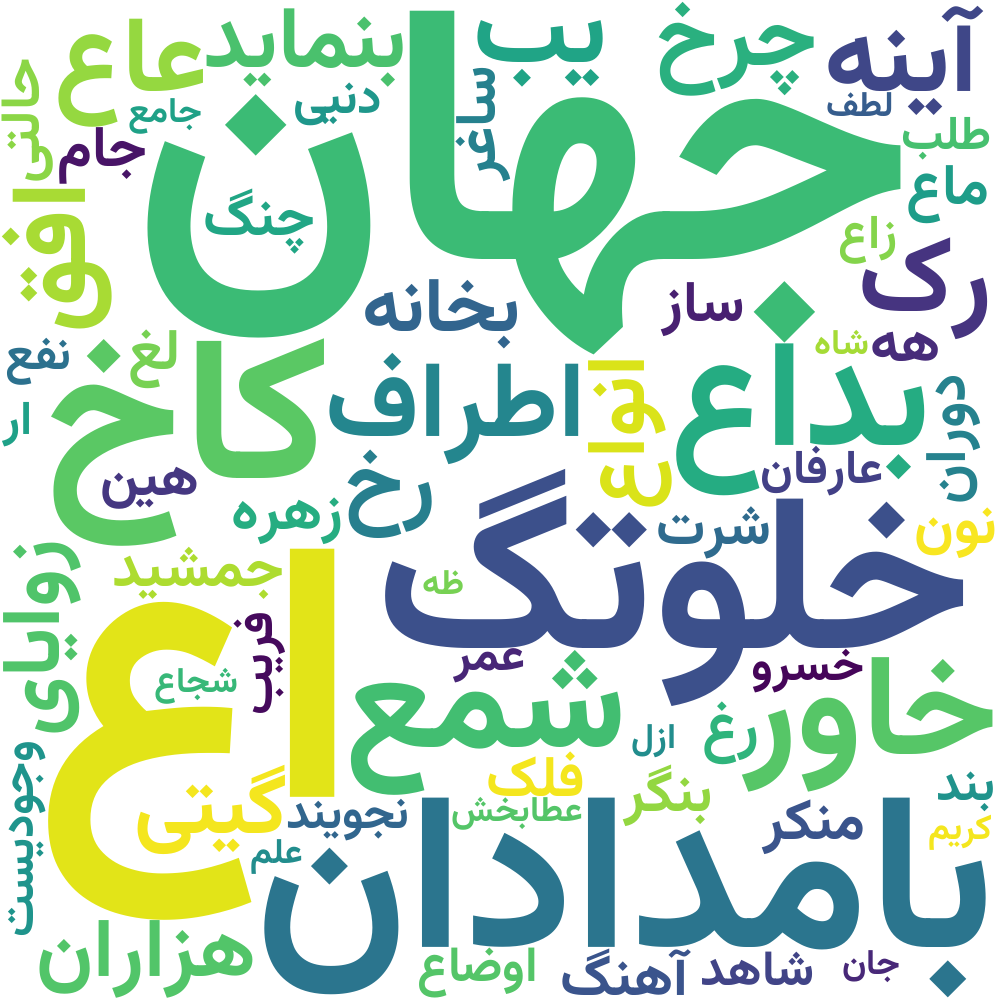 جهان
یب
چرخ
آینه
بنماید
عاع
حالتی
دنیی
جامع
ساغر
لطف
طلب
جام
ماع
چنگ
زاع
افق
رک
بخانه
ساز
شاه
هه
نفع
لغ
کاخ
اطراف
انواع
بداع
دوران
ار
هین
رخ
عارفان
زهره
خلوتگ
شرت
نون
جمشید
ظه
زوایای
اع
فریب
عمر
خسرو
شجاع
شمع
خاور
رغ
ازل
وجودیست
فلک
بنگر
بند
گیتی
عطابخش
نجویند
منکر
کریم
علم
بامدادان
هزاران
اوضاع
آهنگ
شاهد
جان